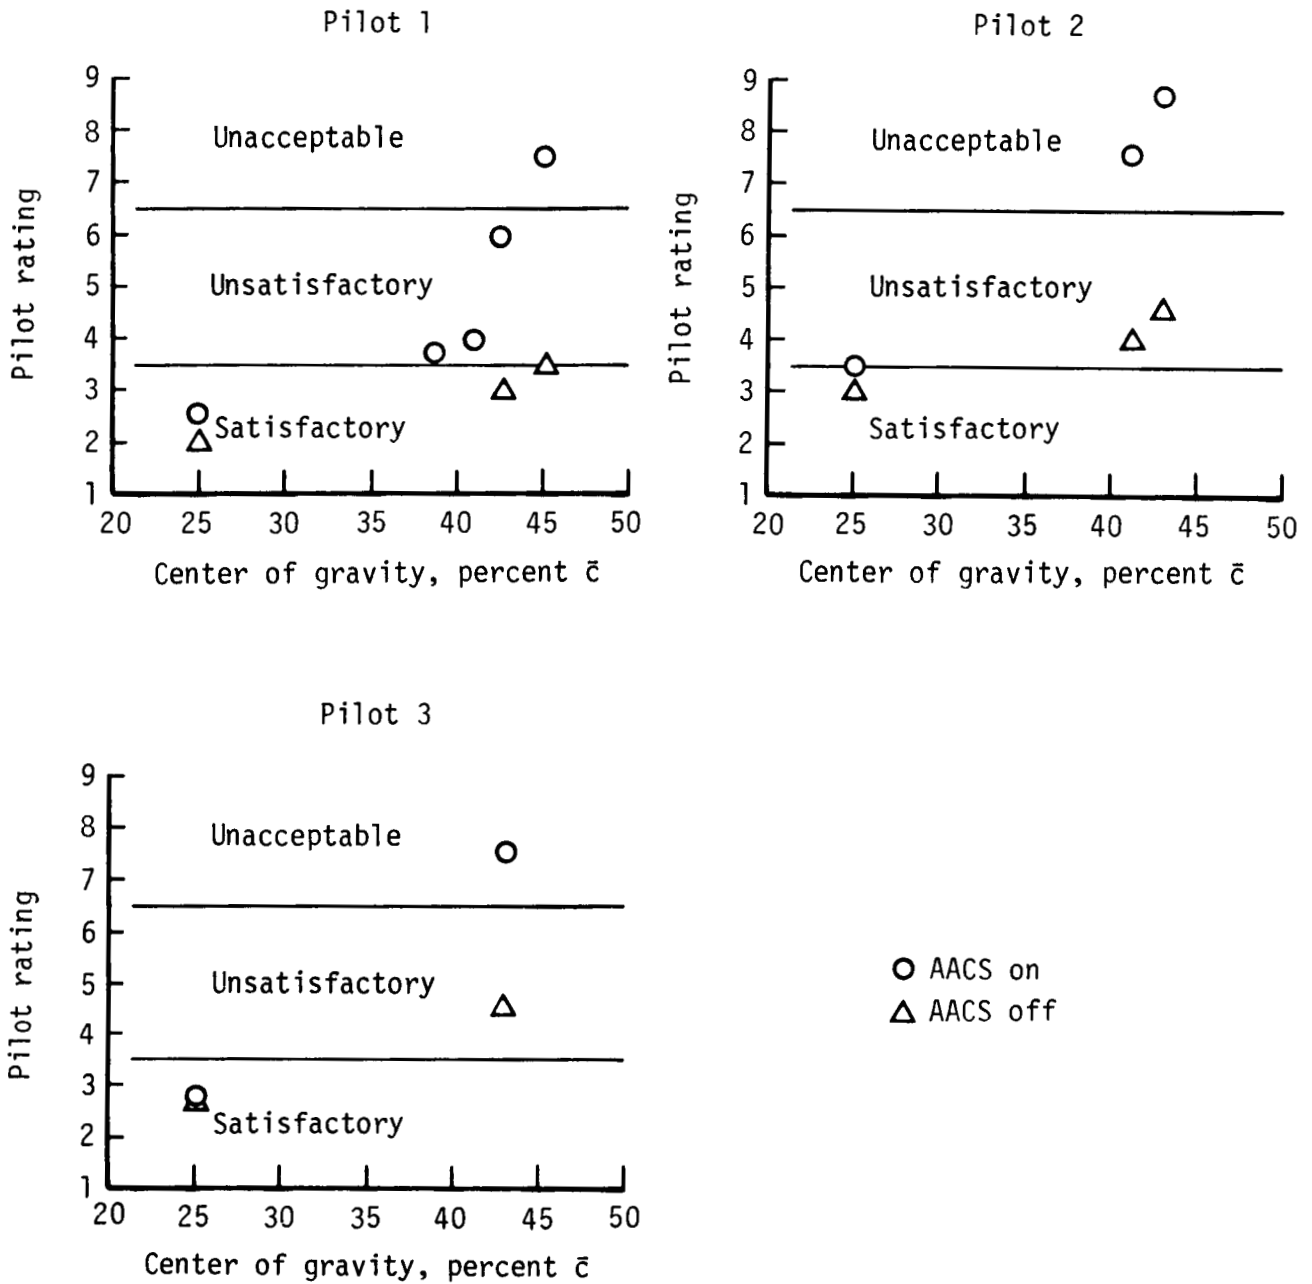 Pilot 1
9
8
7
6
5
4
3
2
1
Pilot rating
Unacceptable
Unsatisfactory
Satisfactory
20 25 30 35 40 45 50
Center of gravity, percent c̄
Pilot 2
9
8
7
6
5
4
3
2
1
Pilot rating
Unacceptable
Unsatisfactory
Satisfactory
20 25 30 35 40 45 50
Center of gravity, percent c̄
Pilot 3
9
8
7
6
5
4
3
2
1
Pilot rating
Unacceptable
Unsatisfactory
Satisfactory
20 25 30 35 40 45 50
Center of gravity, percent c̄
AACS on
AACS off